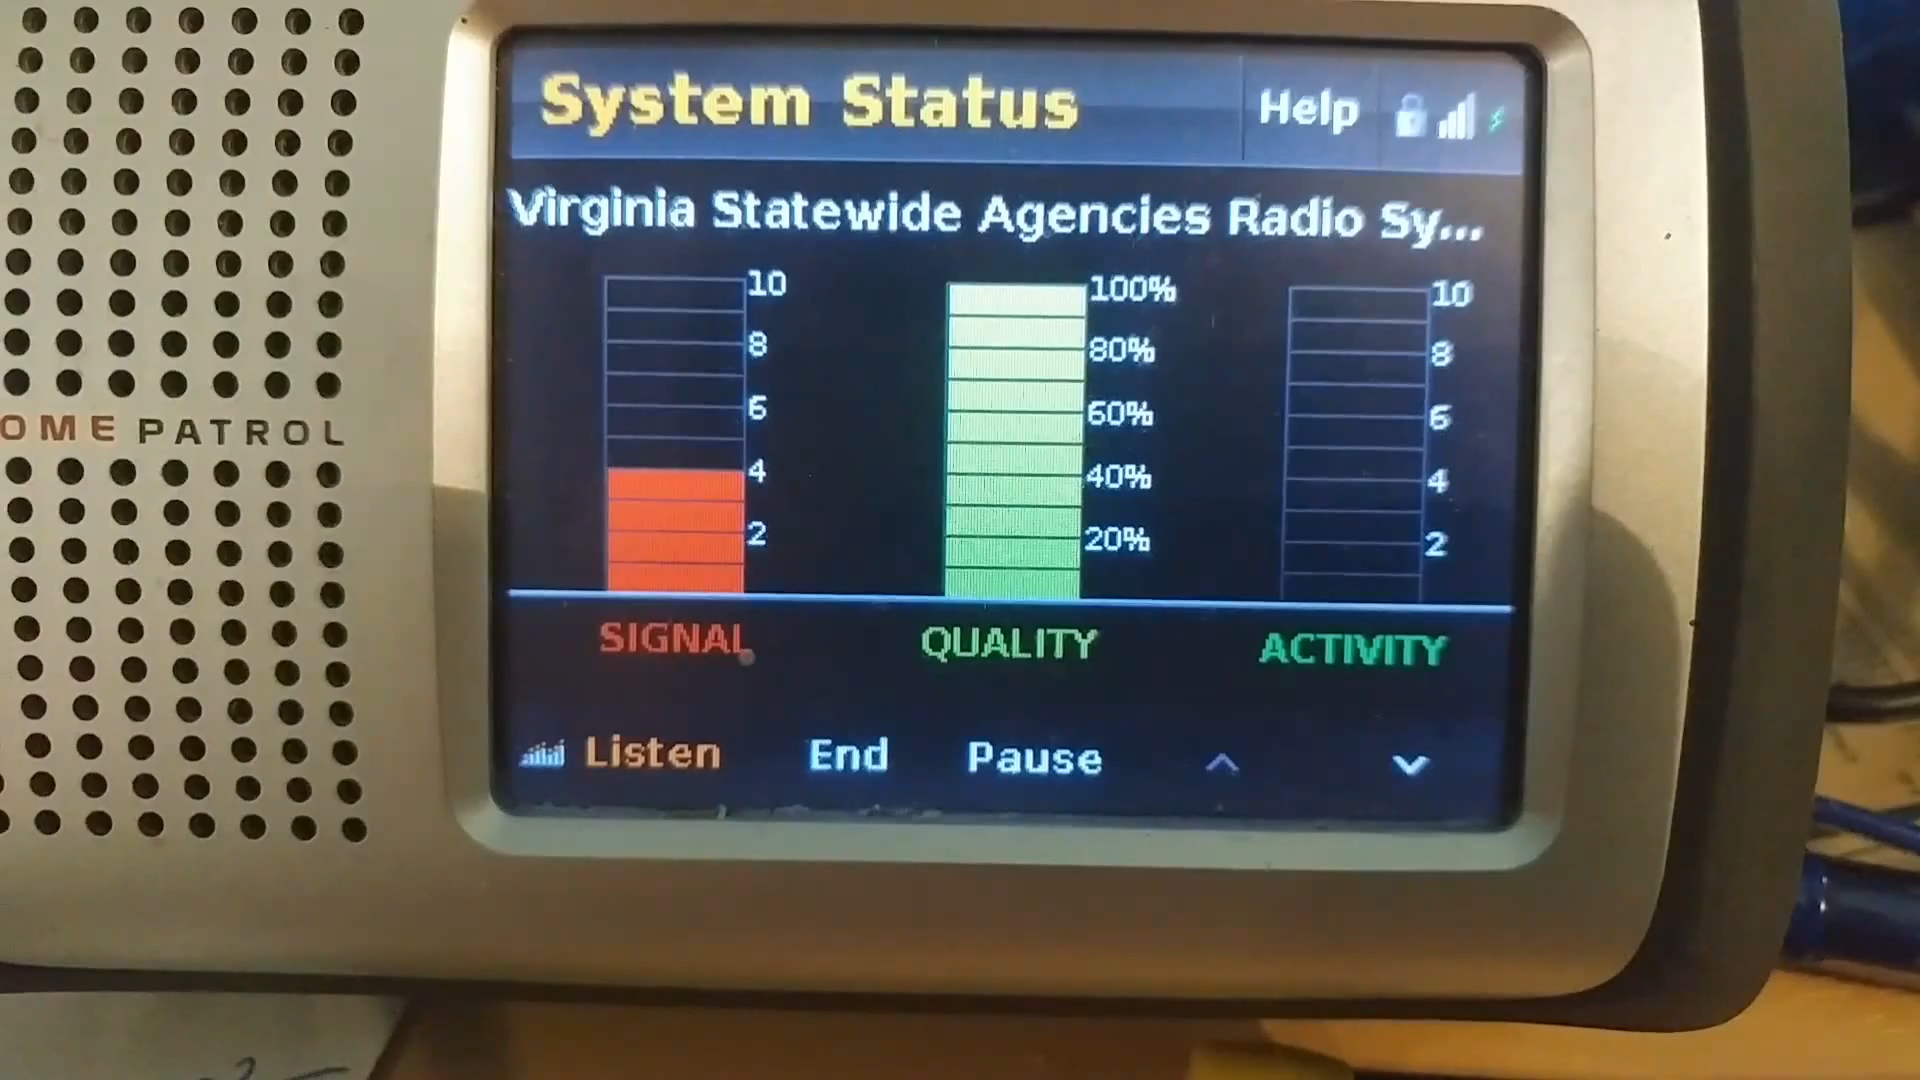 System Status Help
Virginia Statewide Agencies Radio Sy...
10 100% 10
8 80% 8
6 60% 6
4 40% 4
2 20% 2
SIGNAL QUALITY ACTIVITY
Listen End Pause
OME PATROL